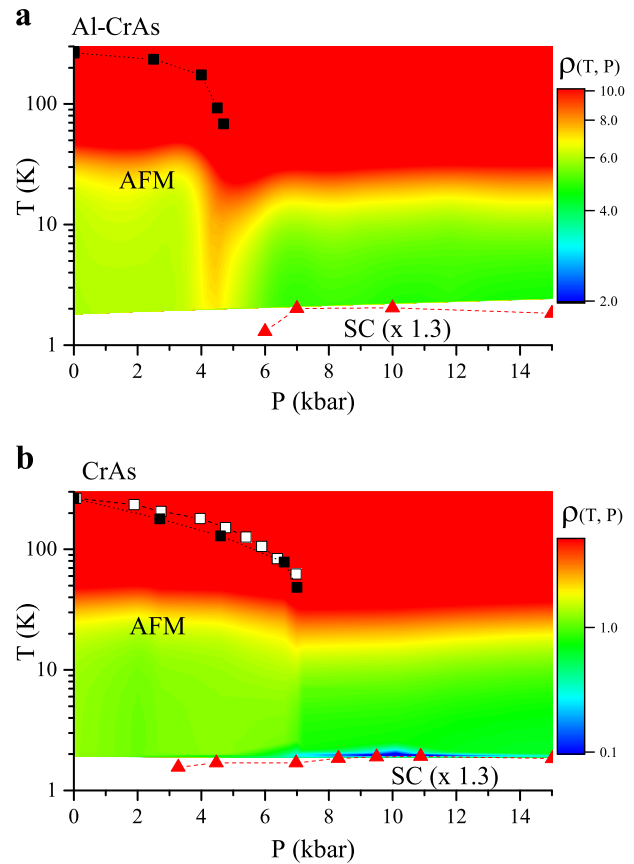 a
Al-CrAs
ρ(T, P)
10.0
8.0
6.0
4.0
2.0
100
10
1
T (K)
AFM
SC (x 1.3)
0 2 4 6 8 10 12 14
P (kbar)
b
CrAs
ρ(T, P)
1.0
0.1
100
10
1
T (K)
AFM
SC (x 1.3)
0 2 4 6 8 10 12 14
P (kbar)